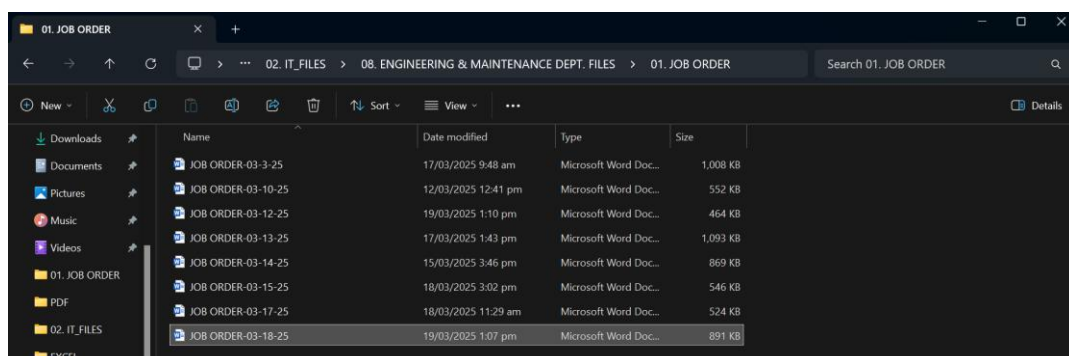 01. JOB ORDER
02. IT_FILES > 08. ENGINEERING & MAINTENANCE DEPT. FILES > 01. JOB ORDER Search 01. JOB ORDER
New Sort View Details
Name Date modified Type Size
Downloads
Documents
Pictures
Music
Videos
01. JOB ORDER
PDF
02. IT_FILES
EXCEL
JOB ORDER-03-3-25 17/03/2025 9:48 am Microsoft Word Doc... 1,008 KB
JOB ORDER-03-10-25 12/03/2025 12:41 pm Microsoft Word Doc... 552 KB
JOB ORDER-03-12-25 19/03/2025 1:10 pm Microsoft Word Doc... 464 KB
JOB ORDER-03-13-25 17/03/2025 1:43 pm Microsoft Word Doc... 1,093 KB
JOB ORDER-03-14-25 15/03/2025 3:46 pm Microsoft Word Doc... 869 KB
JOB ORDER-03-15-25 18/03/2025 3:02 pm Microsoft Word Doc... 546 KB
JOB ORDER-03-17-25 18/03/2025 11:29 am Microsoft Word Doc... 524 KB
JOB ORDER-03-18-25 19/03/2025 1:07 pm Microsoft Word Doc... 891 KB